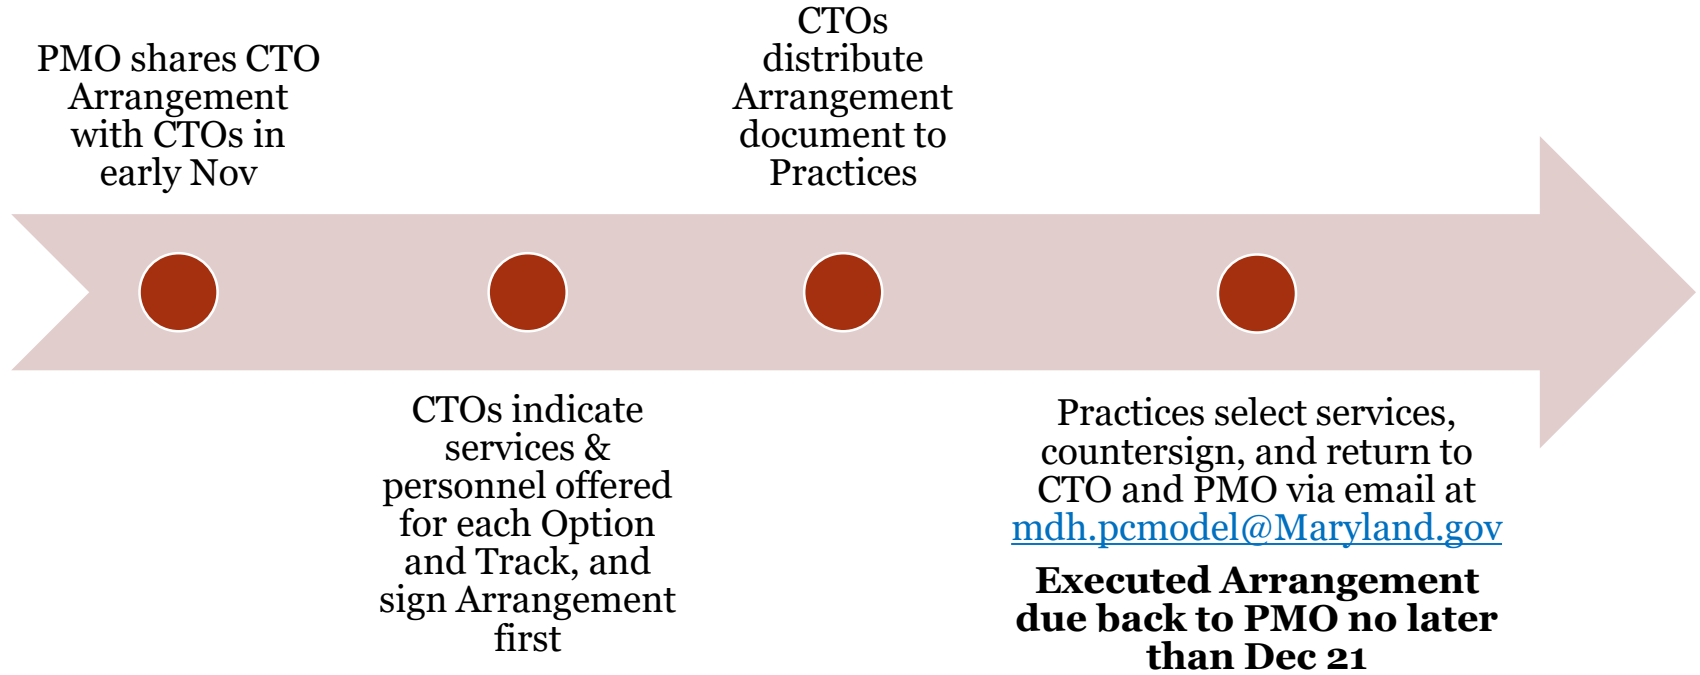 PMO shares CTO
Arrangement
with CTOs in
early Nov
CTOs indicate
services &
personnel offered
for each Option
and Track, and
sign Arrangement
first
CTOs
distribute
Arrangement
document to
Practices
Practices select services,
countersign, and return to
CTO and PMO via email at
mdh.pcmodel@Maryland.gov
Executed Arrangement
due back to PMO no later
than Dec 21